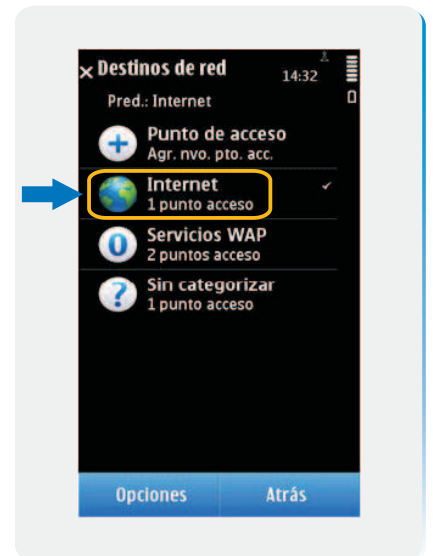 Destinos de red
14:32
Pred.: Internet
Punto de acceso
Agr. nvo. pto. acc.
Internet
1 punto acceso
Servicios WAP
2 puntos acceso
Sin categorizar
1 punto acceso
Opciones
Atrás